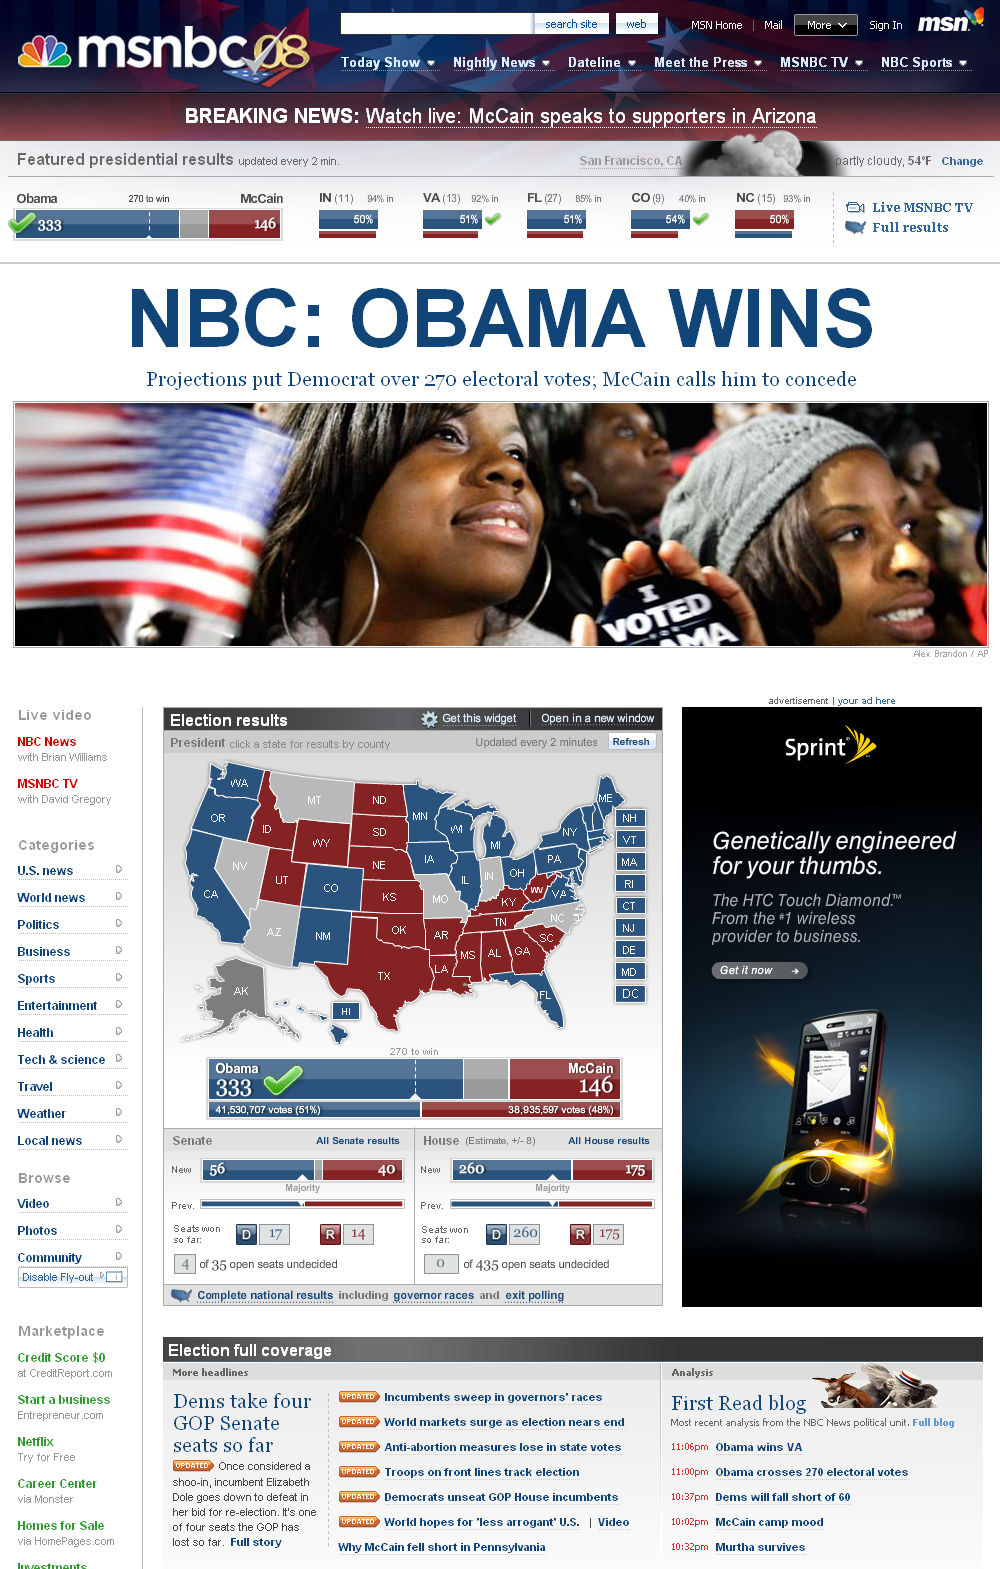 msnbc 08
search site
web
MSN Home | Mail
More
Sign In
msn
Today Show
Nightly News
Dateline
Meet the Press
MSNBC TV
NBC Sports
BREAKING NEWS: Watch live: McCain speaks to supporters in Arizona
Featured presidential results updated every 2 min.
San Francisco, CA
partly cloudy, 54°F
Change
Obama
270 to win
McCain
333
146
IN (11) 94% in
50%
VA (13) 92% in
51%
FL (27) 85% in
51%
CO (9) 40% in
54%
NC (15) 93% in
50%
Live MSNBC TV
Full results
NBC: OBAMA WINS
Projections put Democrat over 270 electoral votes; McCain calls him to concede
I
VOTED
Alex Brandon / AP
Live video
NBC News
with Brian Williams
MSNBC TV
with David Gregory
Categories
U.S. news
World news
Politics
Business
Sports
Entertainment
Health
Tech & science
Travel
Weather
Local news
Browse
Video
Photos
Community
Disable Fly-out
Marketplace
Credit Score $0
at CreditReport.com
Start a business
Entrepreneur.com
Netflix
Try for Free
Career Center
via Monster
Homes for Sale
via HomePages.com
Investments
Election results
Get this widget
Open in a new window
President click a state for results by county
Updated every 2 minutes
Refresh
WA
MT
ND
MN
ME
OR
ID
SD
WI
NH
WY
MI
NY
VT
NE
IA
PA
MA
NV
UT
IL
IN
OH
RI
CA
CO
KS
MO
WV
VA
KY
CT
AZ
NM
OK
TN
NC
NJ
AR
SC
DE
TX
LA
MS
AL
GA
MD
AK
HI
FL
DC
270 to win
Obama
McCain
333
146
41,530,707 votes (51%)
38,935,597 votes (48%)
Senate
All Senate results
New
56
40
Majority
Prev.
Seats won
so far:
D
17
R
14
4 of 35 open seats undecided
House (Estimate, +/- 8)
All House results
New
260
175
Majority
Prev.
Seats won
so far:
D
260
R
175
0 of 435 open seats undecided
Complete national results including governor races and exit polling
advertisement | your ad here
Sprint
Genetically engineered
for your thumbs.
The HTC Touch Diamond.™
From the #1 wireless
provider to business.
Get it now
Election full coverage
More headlines
Dems take four
GOP Senate
seats so far
UPDATED Once considered a
shoo-in, incumbent Elizabeth
Dole goes down to defeat in
her bid for re-election. It's one
of four seats the GOP has
lost so far. Full story
UPDATED Incumbents sweep in governors' races
UPDATED World markets surge as election nears end
UPDATED Anti-abortion measures lose in state votes
UPDATED Troops on front lines track election
UPDATED Democrats unseat GOP House incumbents
UPDATED World hopes for 'less arrogant' U.S. | Video
Why McCain fell short in Pennsylvania
Analysis
First Read blog
Most recent analysis from the NBC News political unit. Full blog
11:06pm Obama wins VA
11:00pm Obama crosses 270 electoral votes
10:37pm Dems will fall short of 60
10:02pm McCain camp mood
10:32pm Murtha survives